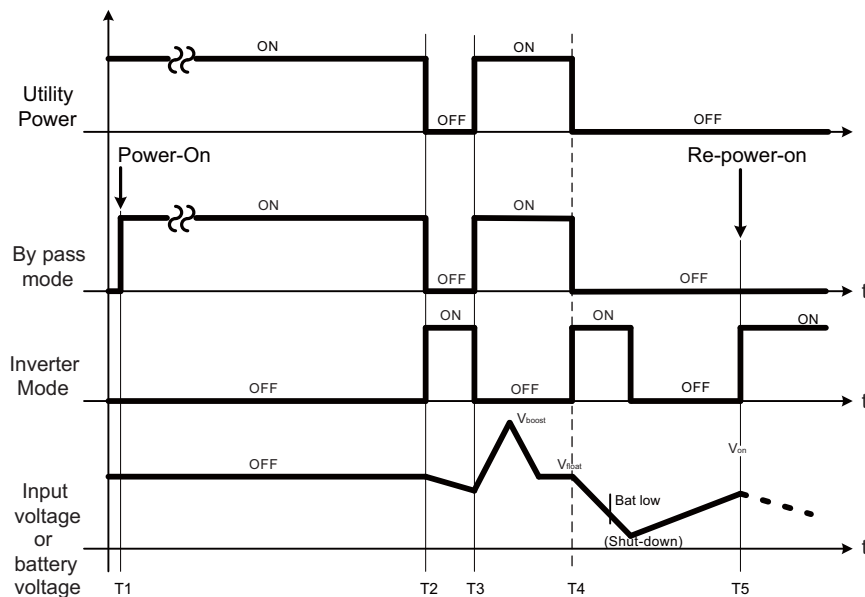 ON
ON
Utility
Power
OFF
OFF
Power-On
Re-power-on
ON
ON
By pass
mode
OFF
OFF
t
ON
ON
ON
Inverter
Mode
OFF
OFF
OFF
t
Vboost
OFF
Vfloat
Von
Input
voltage
or
battery
voltage
Bat low
(Shut-down)
t
T1
T2
T3
T4
T5